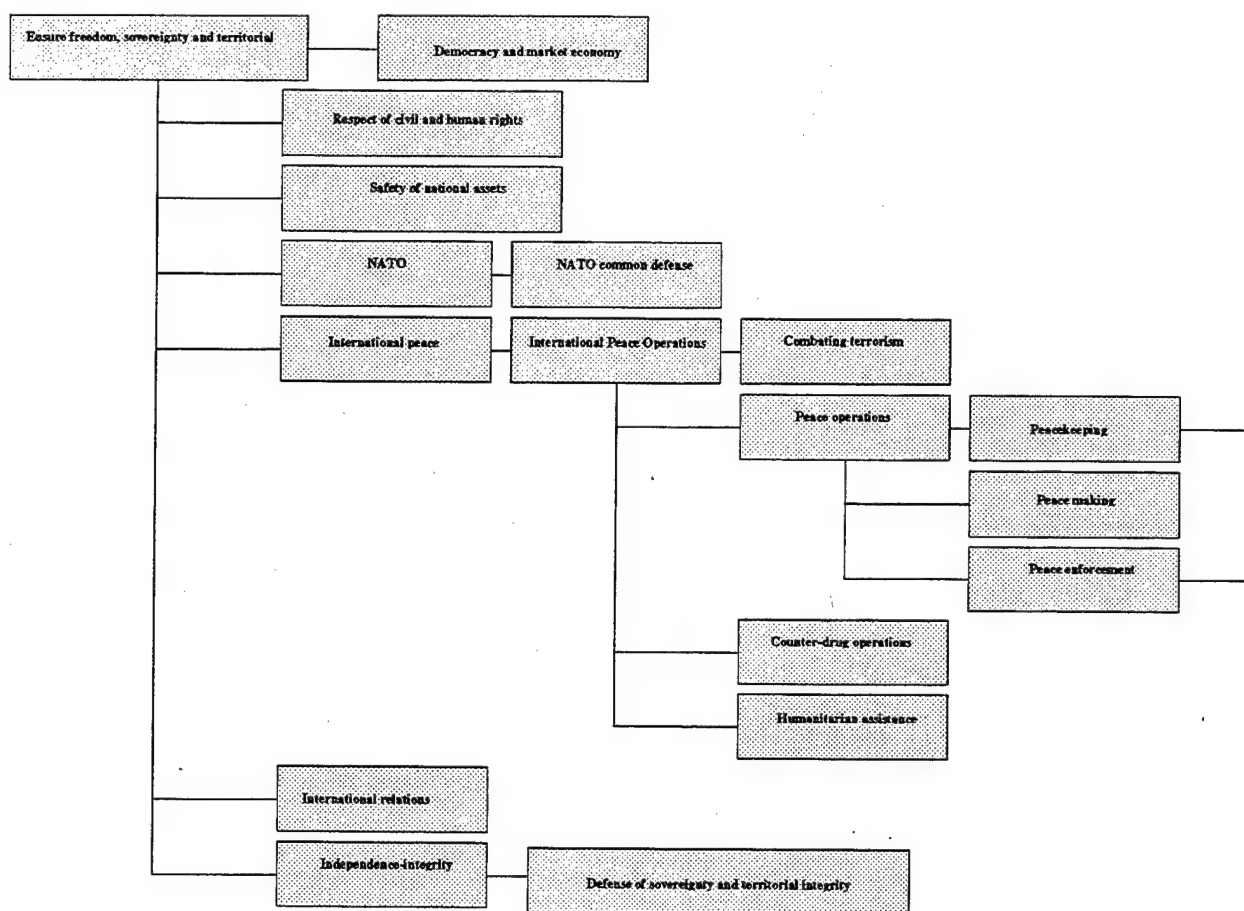 Ensure freedom, sovereignty and territorial
Democracy and market economy
Respect of civil and human rights
Safety of national assets
NATO
NATO common defense
International peace
International Peace Operations
Combating terrorism
Peace operations
Peacekeeping
Peace making
Peace enforcement
Counter-drug operations
Humanitarian assistance
International relations
Independence-integrity
Defense of sovereignty and territorial integrity